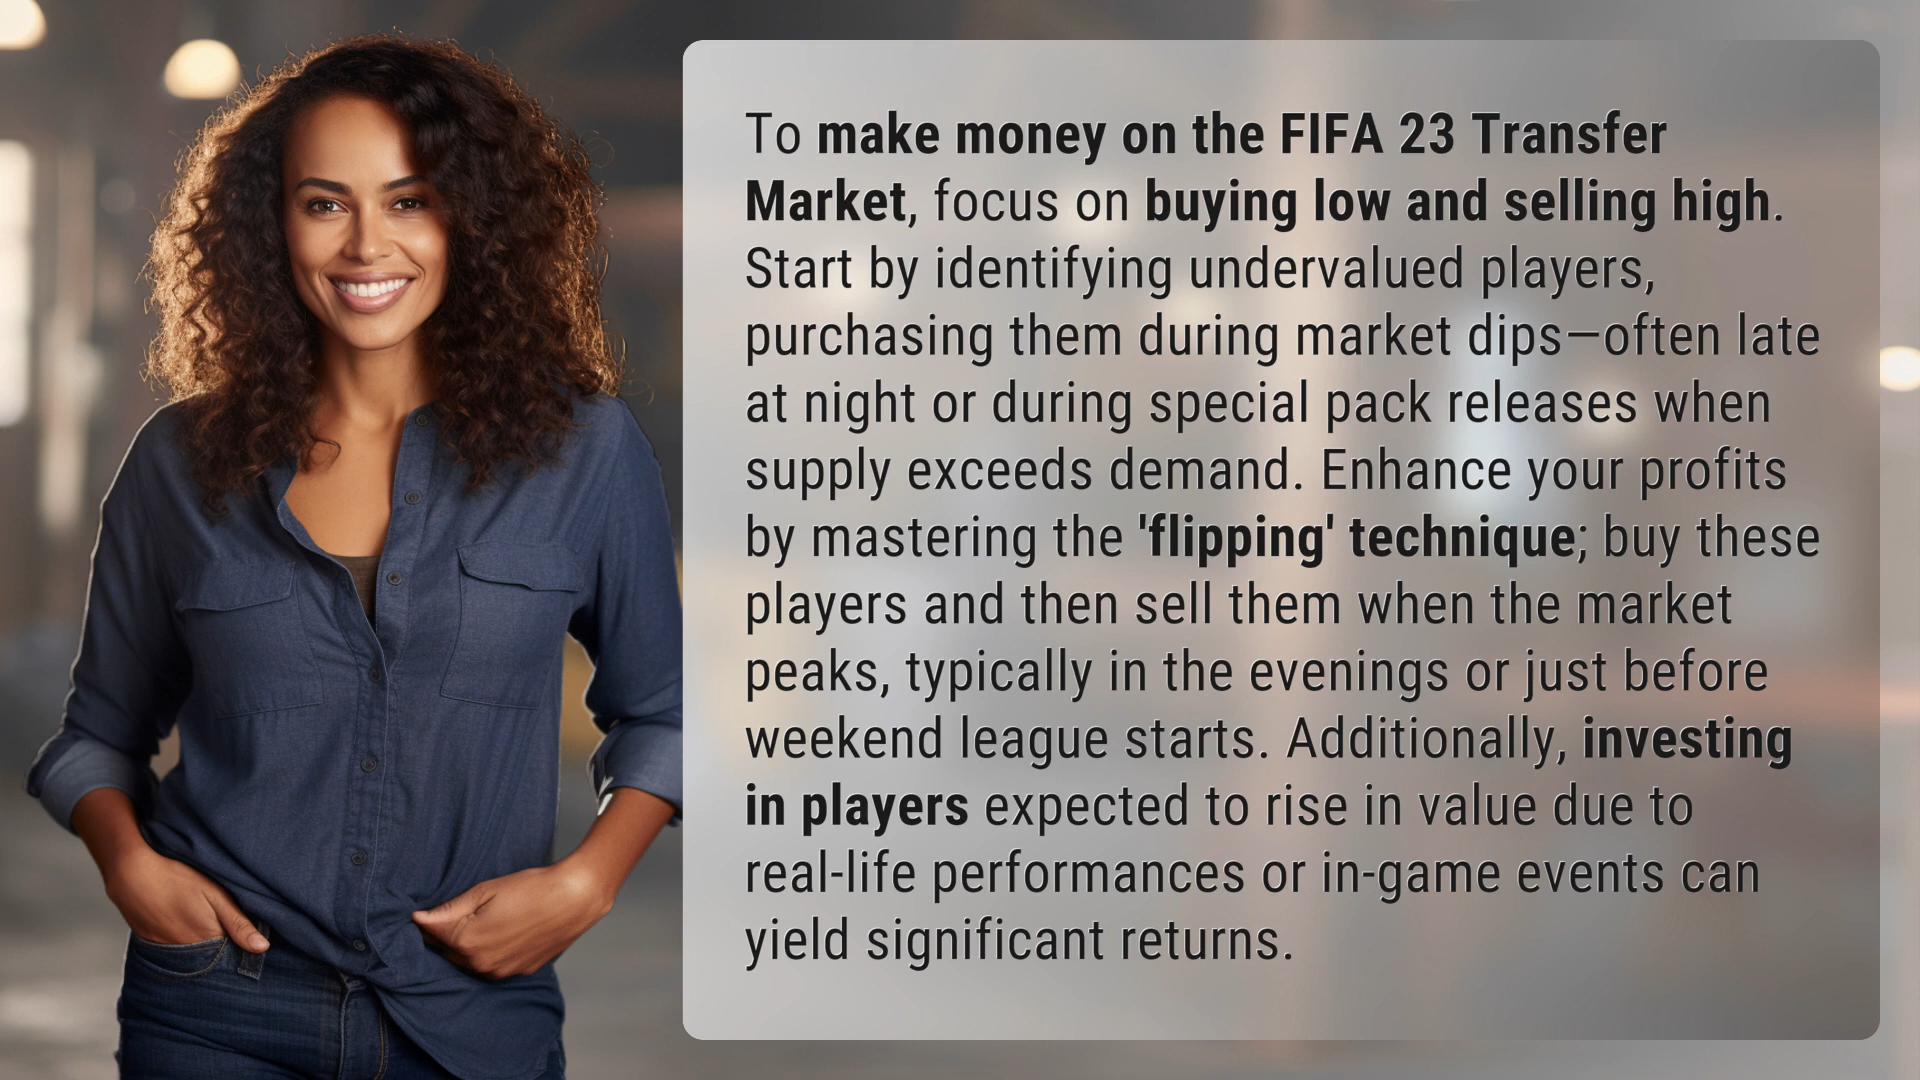 To make money on the FIFA 23 Transfer
Market, focus on buying low and selling high.
Start by identifying undervalued players,
purchasing them during market dips—often late
at night or during special pack releases when
supply exceeds demand. Enhance your profits
by mastering the 'flipping' technique; buy these
players and then sell them when the market
peaks, typically in the evenings or just before
weekend league starts. Additionally, investing
in players expected to rise in value due to
real-life performances or in-game events can
yield significant returns.